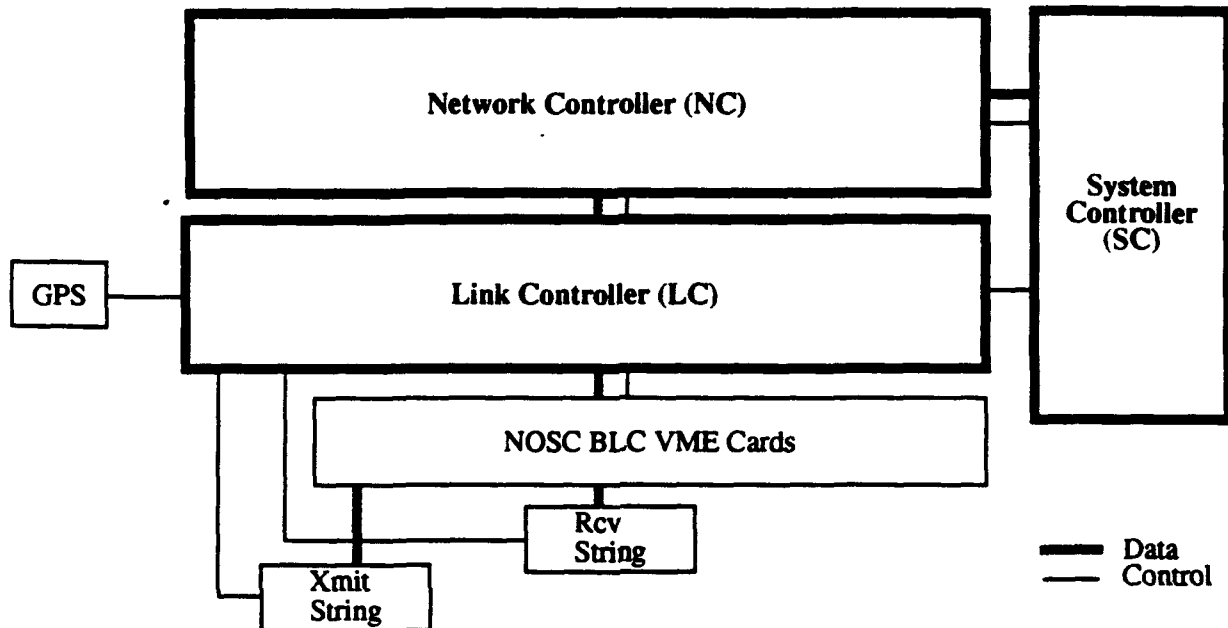 Network Controller (NC)
System
Controller
(SC)
GPS
Link Controller (LC)
NOSC BLC VME Cards
Rcv
String
Xmit
String
Data
Control